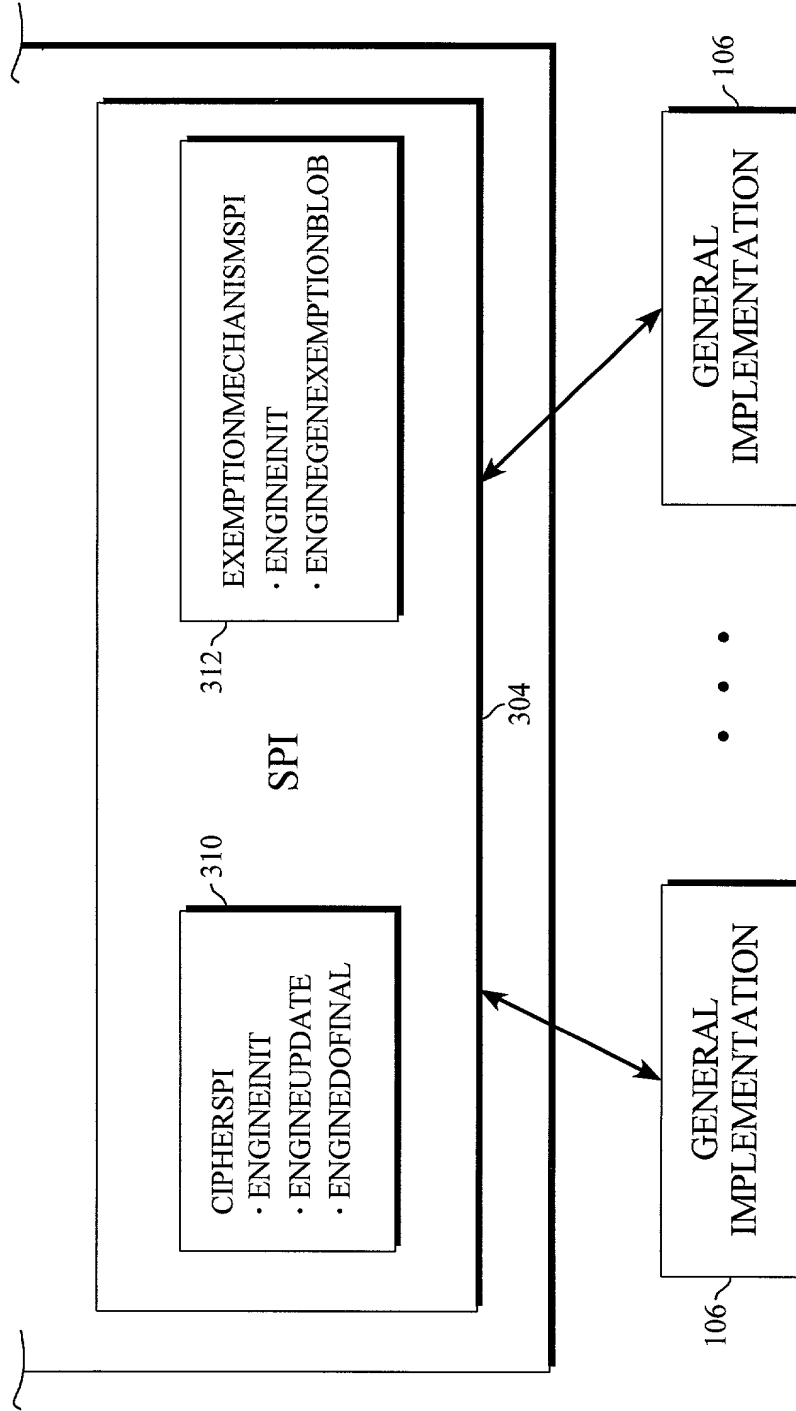 CIPHERSPI
· ENGINEINIT
· ENGINEUPDATE
· ENGINEDOFINAL
310
SPI
EXEMPTIONMECHANISMSPI
· ENGINEINIT
· ENGINEGENEXEMPTIONBLOB
312
304
GENERAL
IMPLEMENTATION
106
• • •
GENERAL
IMPLEMENTATION
106